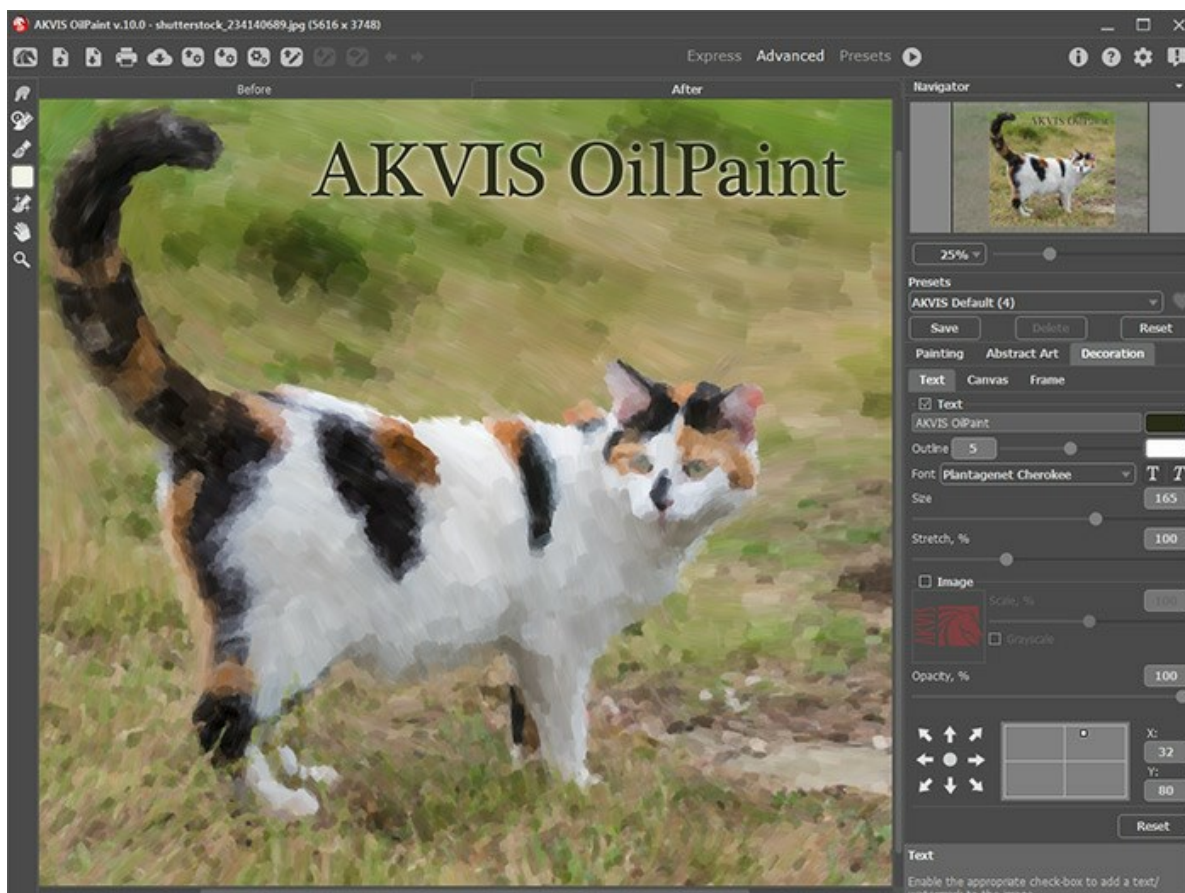 AKVIS OilPaint v.10.0 - shutterstock_234140689.jpg (5616 x 3748)
Express Advanced Presets
Before After
Navigator
AKVIS OilPaint
25%
Presets
AKVIS Default (4)
Save Delete Reset
Painting Abstract Art Decoration
Text Canvas Frame
Text
AKVIS OilPaint
Outline 5
Font Plantagenet Cherokee T T
Size 165
Stretch, % 100
Image
Scale, % 100
Grayscale
Opacity, % 100
X:
32
Y:
80
Reset
Text
Enable the appropriate check-box to add a text/